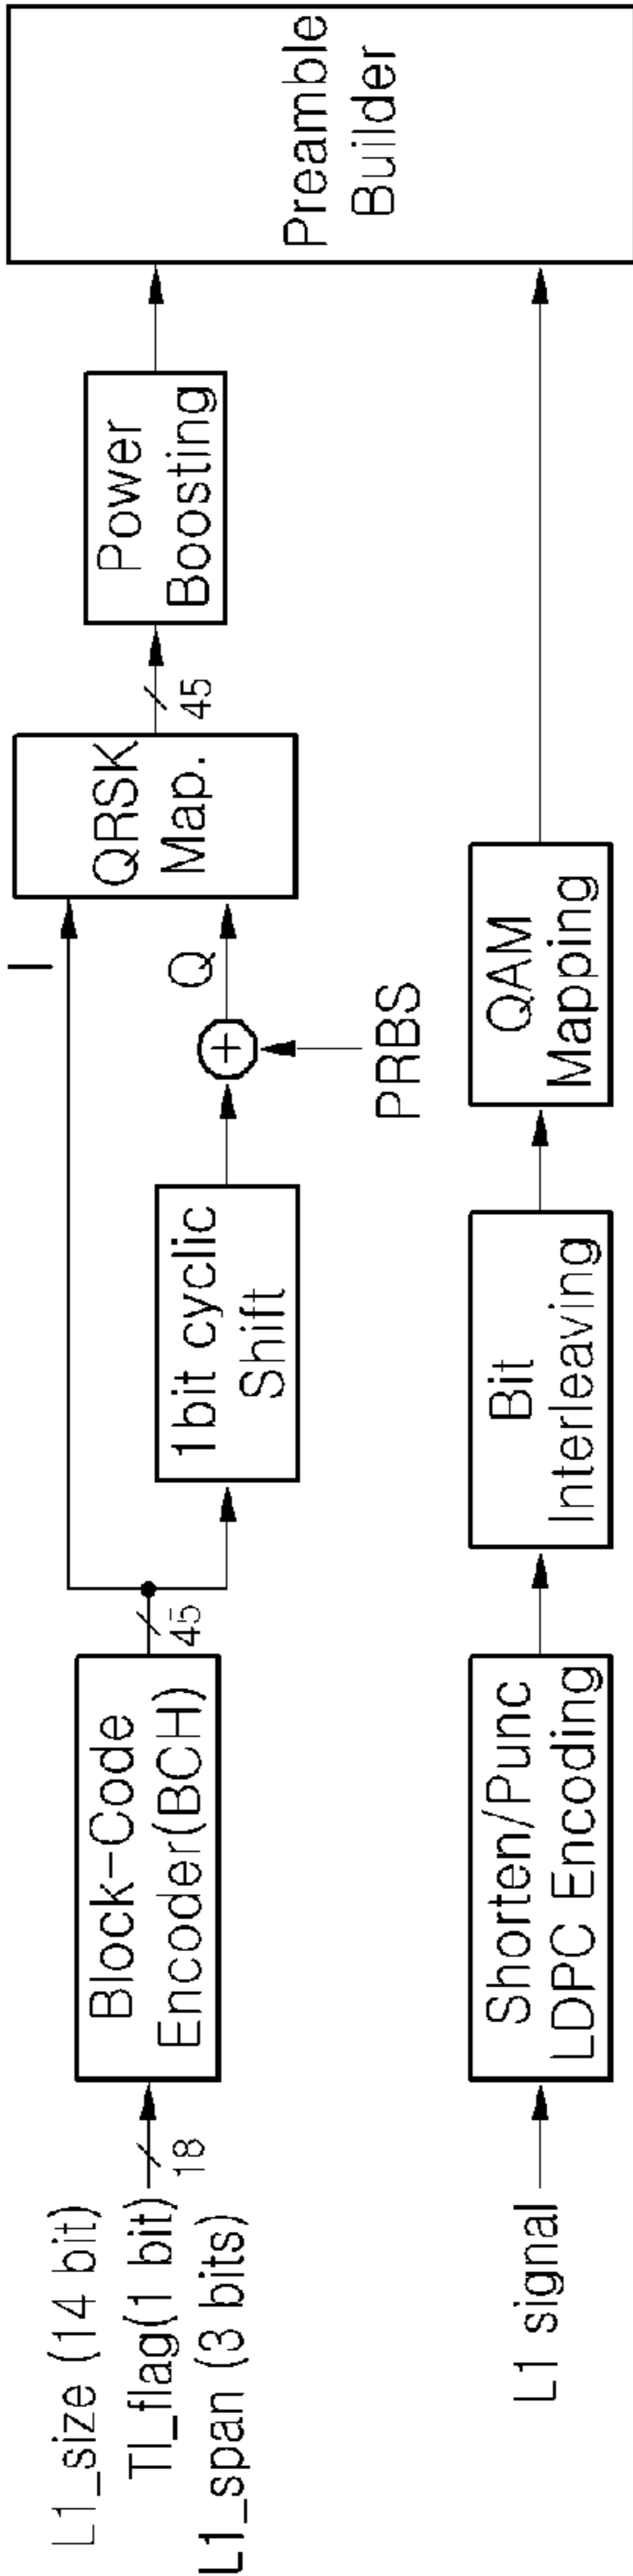 L1_size (14 bit)
TI_flag(1 bit)
L1_span (3 bits)
18
Block-Code
Encoder(BCH)
45
1bit cyclic
Shift
PRBS
I
Q
QRSK
Map.
45
Power
Boosting
Preamble
Builder
L1 signal
Shorten/Punc
LDPC Encoding
Bit
Interleaving
QAM
Mapping